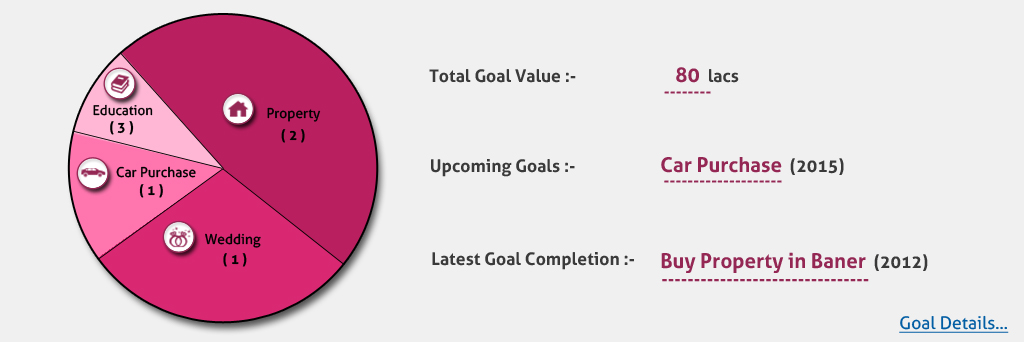 Education
( 3 )
Property
( 2 )
Car Purchase
( 1 )
Wedding
( 1 )
Total Goal Value :- 80 lacs
Upcoming Goals :- Car Purchase (2015)
Latest Goal Completion :- Buy Property in Baner (2012)
Goal Details...